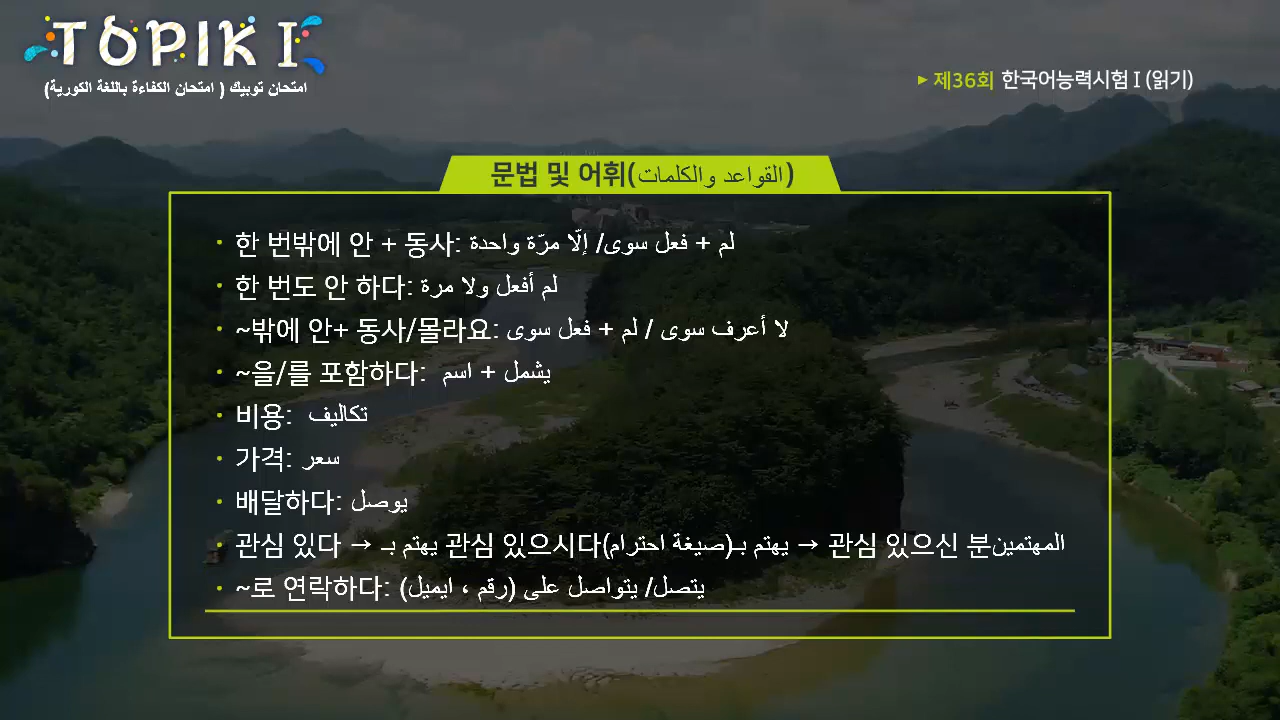 TOPIK I
امتحان توبيك ( امتحان الكفاءة باللغة الكورية)
▸ 제36회 한국어능력시험 I (읽기)
문법 및 어휘(القواعد والكلمات)
• 한 번밖에 안 + 동사: لم + فعل سوى/ إلّا مرّة واحدة
• 한 번도 안 하다: لم أفعل ولا مرة
• ~밖에 안+ 동사/몰라요: لا أعرف سوى / لم + فعل سوى
• ~을/를 포함하다: يشمل + اسم
• 비용: تكاليف
• 가격: سعر
• 배달하다: يوصل
• 관심 있다 → يهتم بـ 관심 있으시다(صيغة احترام)يهتم بـ → 관심 있으신 분المهتمين
• ~로 연락하다: يتصل/ يتواصل على (رقم ، ايميل)